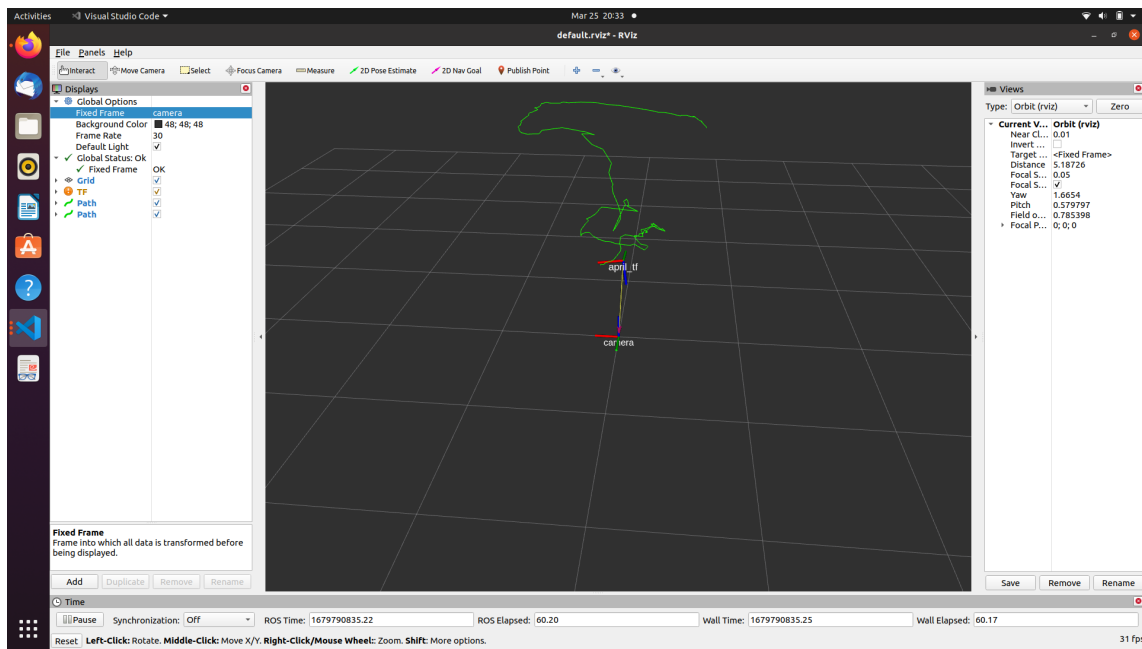 Activities Visual Studio Code Mar 25 20:33
default.rviz* - RViz
File Panels Help
Interact Move Camera Select Focus Camera Measure 2D Pose Estimate 2D Nav Goal Publish Point
Displays
Global Options
Fixed Frame camera
Background Color 48; 48; 48
Frame Rate 30
Default Light
Global Status: Ok
Fixed Frame OK
Grid
TF
Path
Path
Fixed Frame
Frame into which all data is transformed before
being displayed.
Add Duplicate Remove Rename
april_tf
camera
Views
Type: Orbit (rviz) Zero
Current V... Orbit (rviz)
Near Cl... 0.01
Invert ...
Target ... <Fixed Frame>
Distance 5.18726
Focal S... 0.05
Focal S...
Yaw 1.6654
Pitch 0.579797
Field o... 0.785398
Focal P... 0; 0; 0
Save Remove Rename
Time
Pause Synchronization: Off ROS Time: 1679790835.22 ROS Elapsed: 60.20 Wall Time: 1679790835.25 Wall Elapsed: 60.17
Reset Left-Click: Rotate. Middle-Click: Move X/Y. Right-Click/Mouse Wheel:: Zoom. Shift: More options. 31 fps